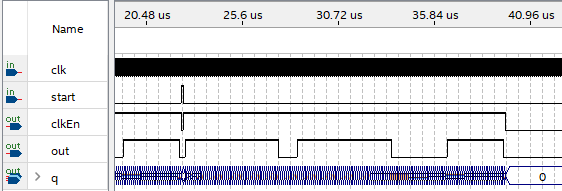 Name
20.48 us 25.6 us 30.72 us 35.84 us 40.96 us
in clk
in start
out clkEn
out out
out q 0